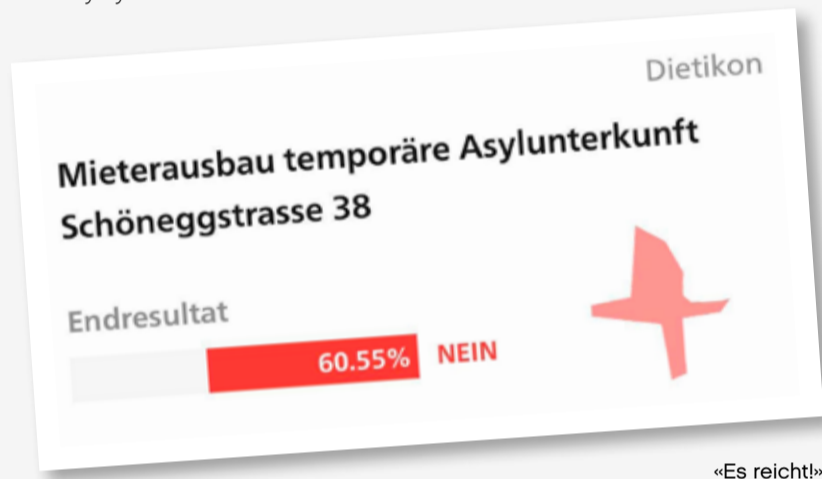 Dietikon
Mieterausbau temporäre Asylunterkunft
Schöneggstrasse 38
Endresultat
60.55% NEIN
«Es reicht!»